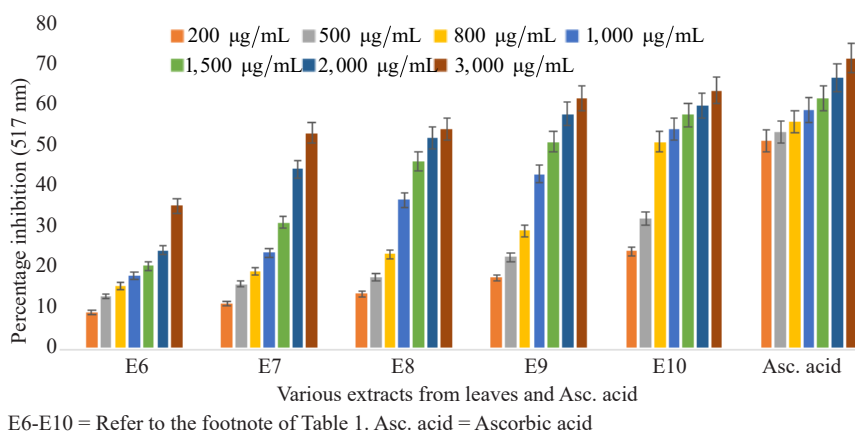 80
70
60
50
40
30
20
10
0
Percentage inhibition (517 nm)
200 μg/mL 500 μg/mL 800 μg/mL 1,000 μg/mL
1,500 μg/mL 2,000 μg/mL 3,000 μg/mL
E6 E7 E8 E9 E10 Asc. acid
Various extracts from leaves and Asc. acid
E6-E10 = Refer to the footnote of Table 1. Asc. acid = Ascorbic acid